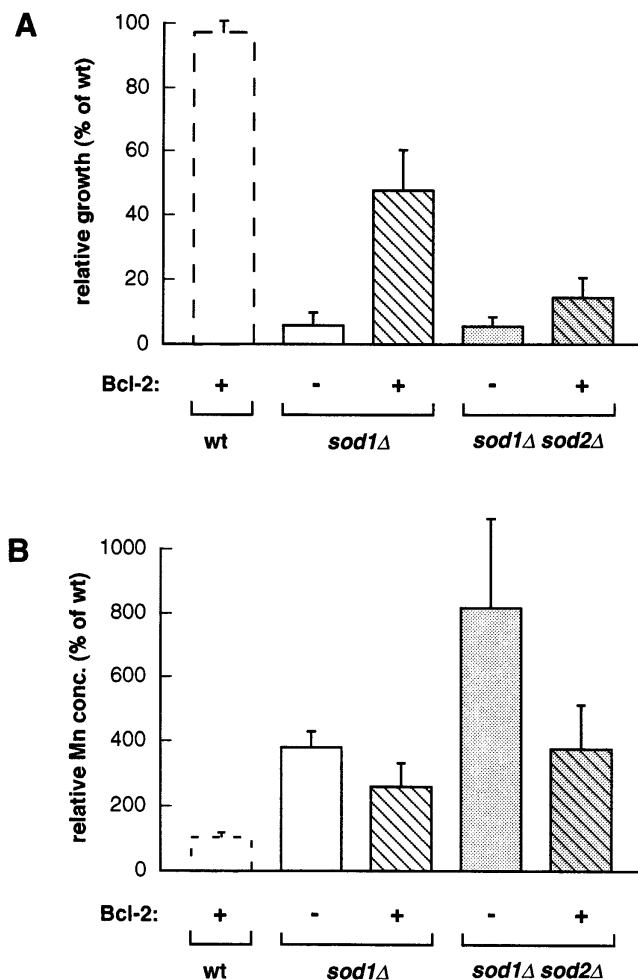 A
relative growth (% of wt)
100
80
60
40
20
0
Bcl-2: + - + - +
wt sod1Δ sod1Δ sod2Δ
B
relative Mn conc. (% of wt)
1000
800
600
400
200
0
Bcl-2: + - + - +
wt sod1Δ sod1Δ sod2Δ